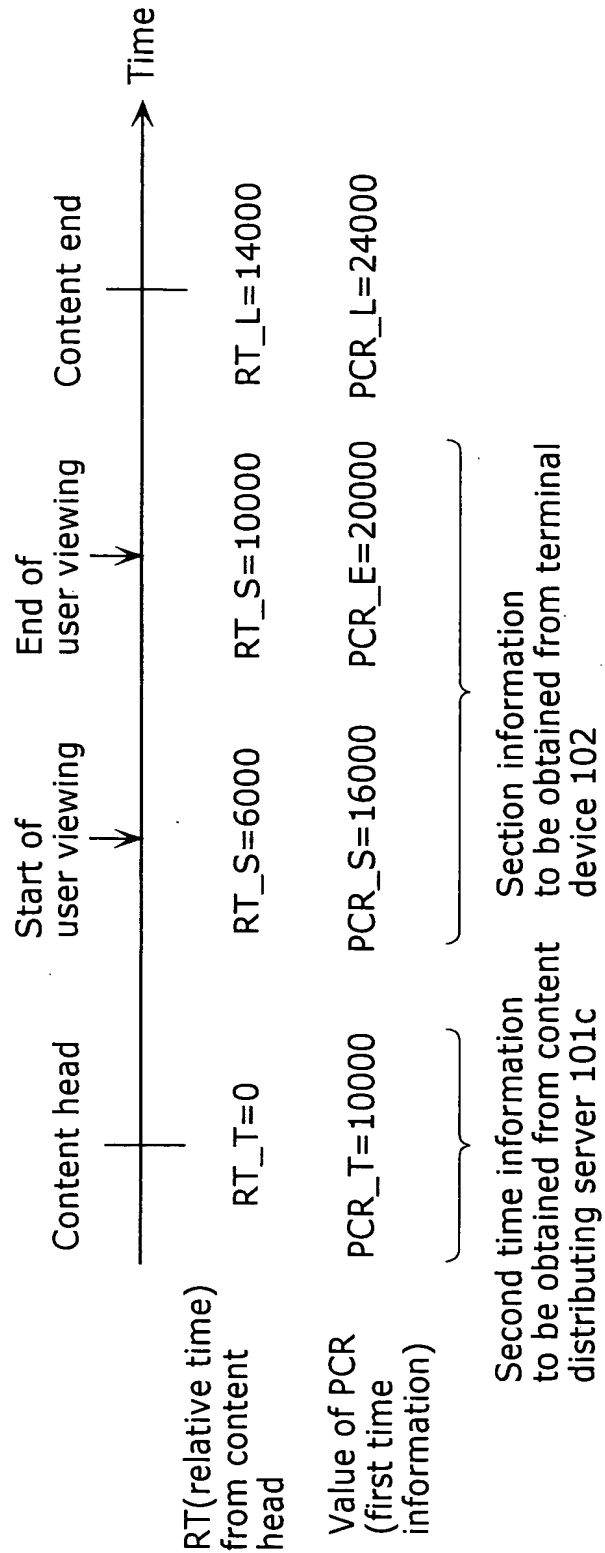 Content head
Start of
user viewing
End of
user viewing
Content end
Time
RT(relative time)
from content
head
RT_T=0
RT_S=6000
RT_S=10000
RT_L=14000
Value of PCR
(first time
information)
PCR_T=10000
PCR_S=16000
PCR_E=20000
PCR_L=24000
Second time information
to be obtained from content
distributing server 101c
Section information
to be obtained from terminal
device 102